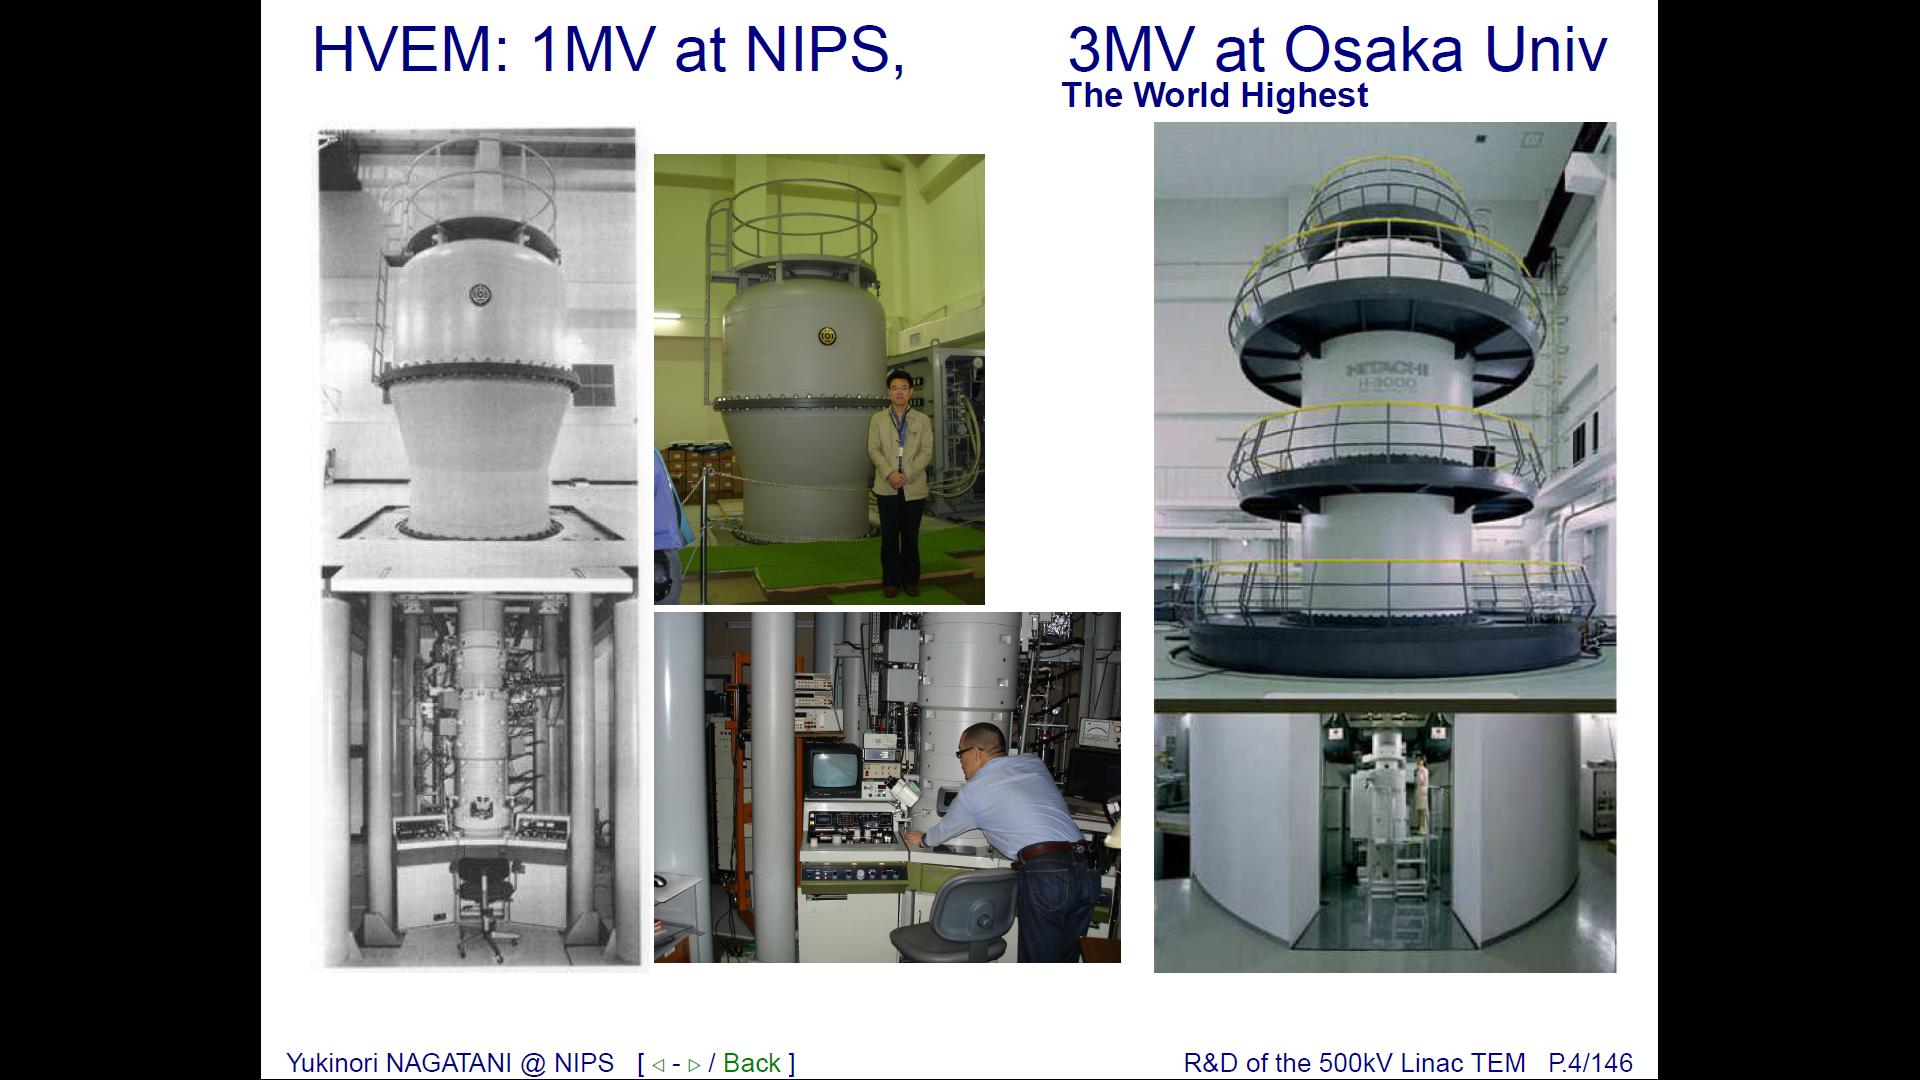 HVEM: 1MV at NIPS, 3MV at Osaka Univ
The World Highest
HITACHI
H-3000
Yukinori NAGATANI @ NIPS [ ◃ - ▹ / Back ] R&D of the 500kV Linac TEM P.4/146